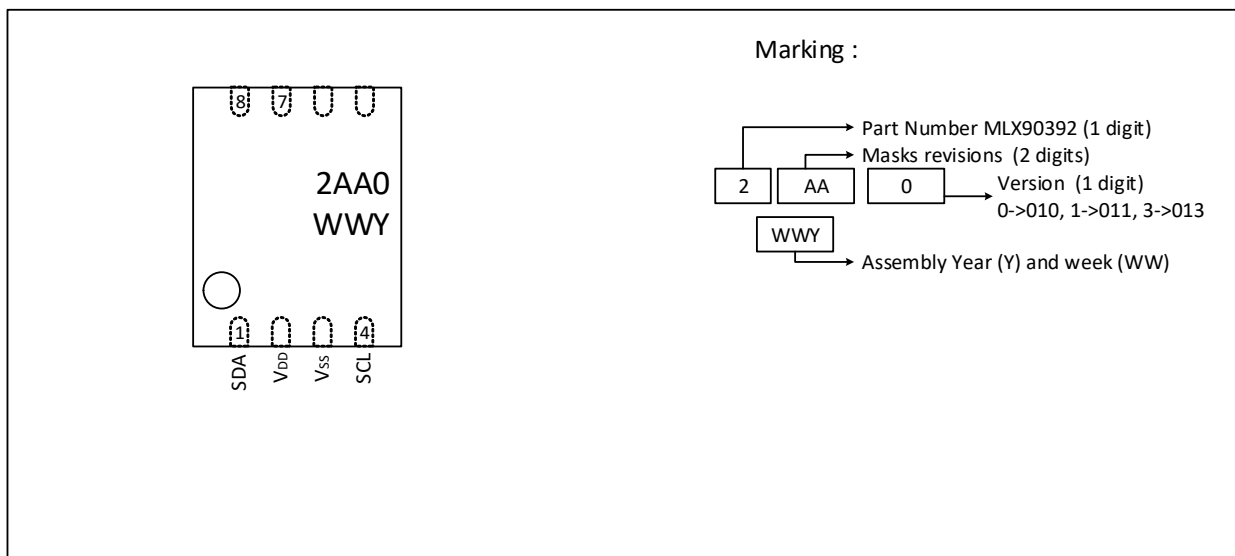 Marking :
8 7
2AA0
WWY
1 4
SDA VDD VSS SCL
Part Number MLX90392 (1 digit)
Masks revisions (2 digits)
2 AA 0
Version (1 digit)
0->010, 1->011, 3->013
WWY
Assembly Year (Y) and week (WW)